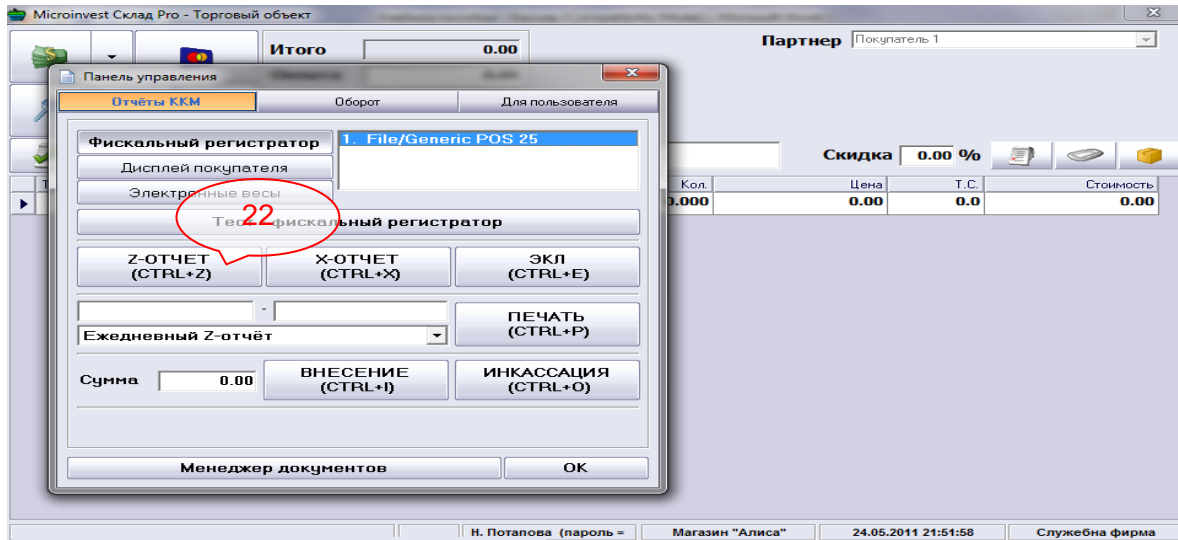 Microinvest Склад Pro - Торговый объект
Итого 0.00
Партнер Покупатель 1
Панель управления
Отчёты ККМ Оборот Для пользователя
Фискальный регистратор 1. File/Generic POS 25
Дисплей покупателя
Электронные весы
Скидка 0.00 %
Кол. Цена Т.С. Стоимость
0.000 0.00 0.0 0.00
22
Тест фискальный регистратор
Z-ОТЧЕТ (CTRL+Z)
X-ОТЧЕТ (CTRL+X)
ЭКЛ (CTRL+E)
-
Ежедневный Z-отчёт
ПЕЧАТЬ (CTRL+P)
Сумма 0.00
ВНЕСЕНИЕ (CTRL+I)
ИНКАССАЦИЯ (CTRL+O)
Менеджер документов
OK
Н. Потапова (пароль = Магазин "Алиса" 24.05.2011 21:51:58 Служебна фирма